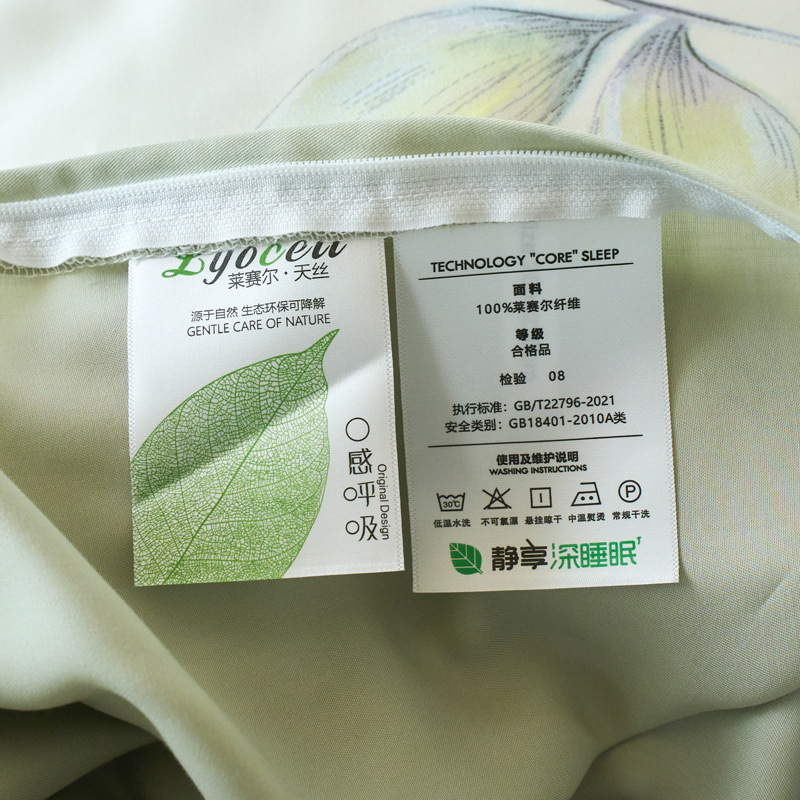 Lyocell
莱赛尔·天丝
源于自然 生态环保可降解
GENTLE CARE OF NATURE
感呼吸
Original Design
TECHNOLOGY "CORE" SLEEP
面料
100%莱赛尔纤维
等级
合格品
检验 08
执行标准：GB/T22796-2021
安全类别：GB18401-2010A类
使用及维护说明
WASHING INSTRUCTIONS
30℃
P
低温水洗 不可氯漂 悬挂晾干 中温熨烫 常规干洗
静享深睡眠